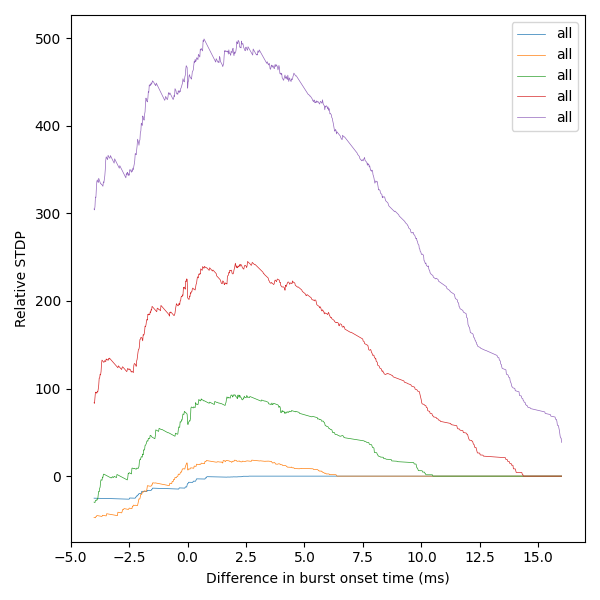 500
400
300
200
100
0
Relative STDP
all
all
all
all
all
−5.0 −2.5 0.0 2.5 5.0 7.5 10.0 12.5 15.0
Difference in burst onset time (ms)